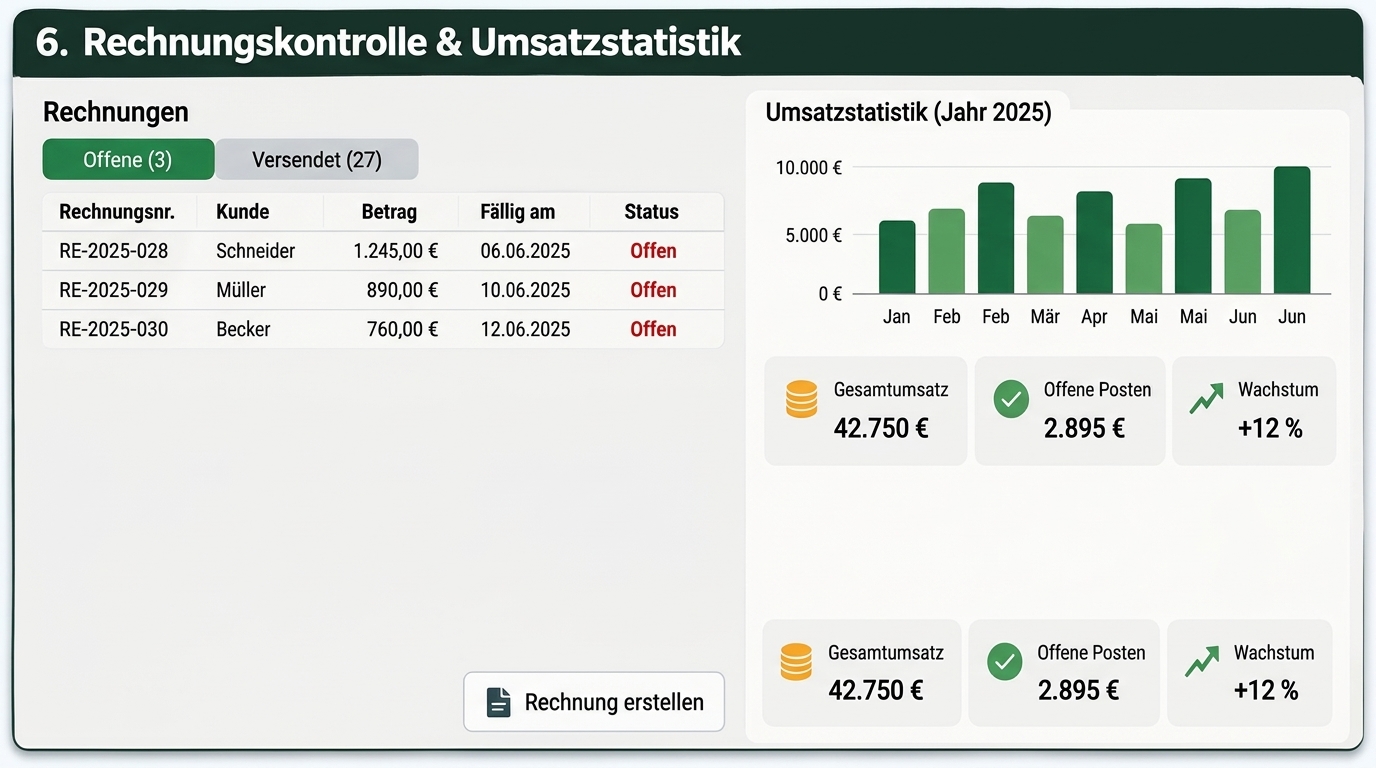 6. Rechnungskontrolle & Umsatzstatistik
Rechnungen
Offene (3)
Versendet (27)
Rechnungsnr. Kunde Betrag Fällig am Status
RE-2025-028 Schneider 1.245,00 € 06.06.2025 Offen
RE-2025-029 Müller 890,00 € 10.06.2025 Offen
RE-2025-030 Becker 760,00 € 12.06.2025 Offen
Rechnung erstellen
Umsatzstatistik (Jahr 2025)
10.000 €
5.000 €
0 €
Jan Feb Feb Mär Apr Mai Mai Jun Jun
Gesamtumsatz
42.750 €
Offene Posten
2.895 €
Wachstum
+12 %
Gesamtumsatz
42.750 €
Offene Posten
2.895 €
Wachstum
+12 %